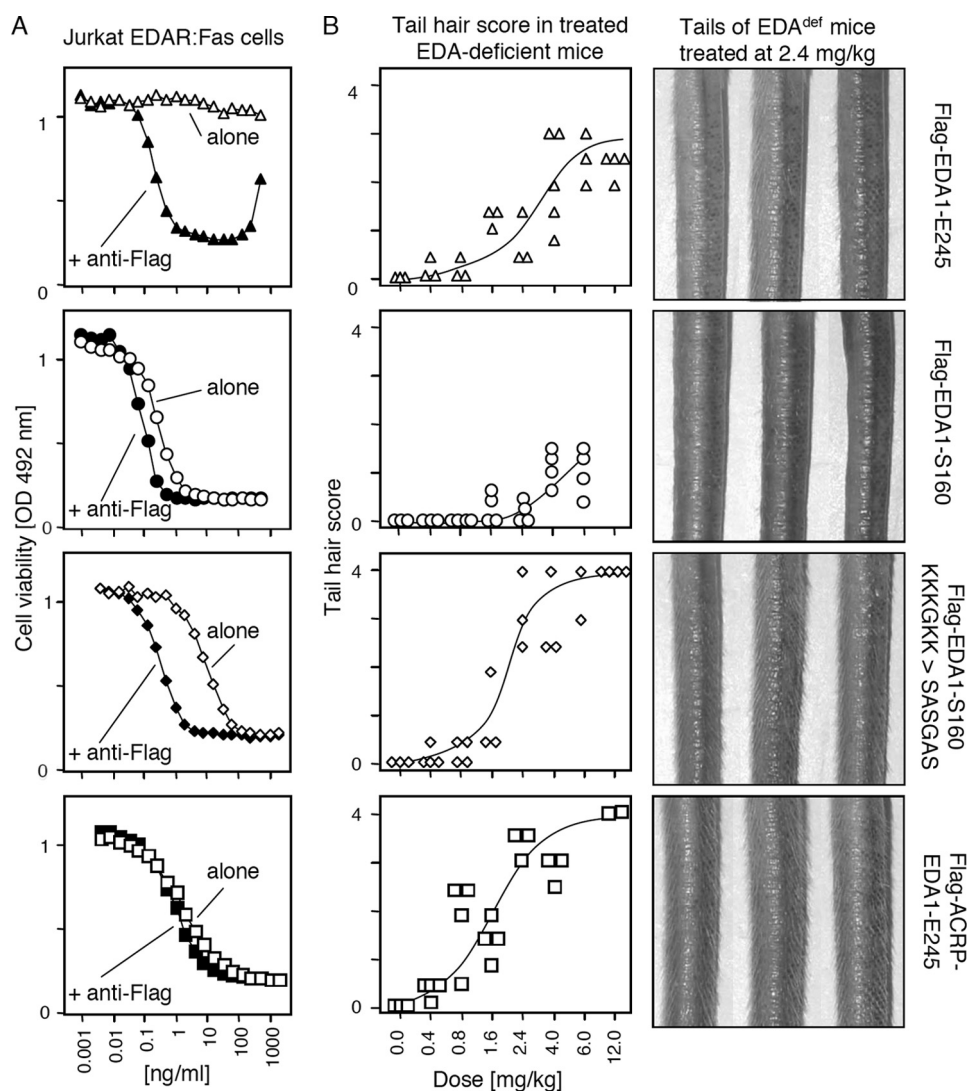 A
Jurkat EDAR:Fas cells
B
Tail hair score in treated
EDA-deficient mice
Tails of EDAdef mice
treated at 2.4 mg/kg
Cell viability [OD 492 nm]
1
0
alone
+ anti-Flag
1
0
alone
+ anti-Flag
1
0
alone
+ anti-Flag
1
0
alone
+ anti-Flag
0.001
0.01
0.1
1
10
100
1000
[ng/ml]
Tail hair score
4
0
4
0
4
0
4
0
0.0
0.4
0.8
1.6
2.4
4.0
6.0
12.0
Dose [mg/kg]
Flag-EDA1-E245
Flag-EDA1-S160
Flag-EDA1-S160
KKKGKK > SASGAS
Flag-ACRP-
EDA1-E245